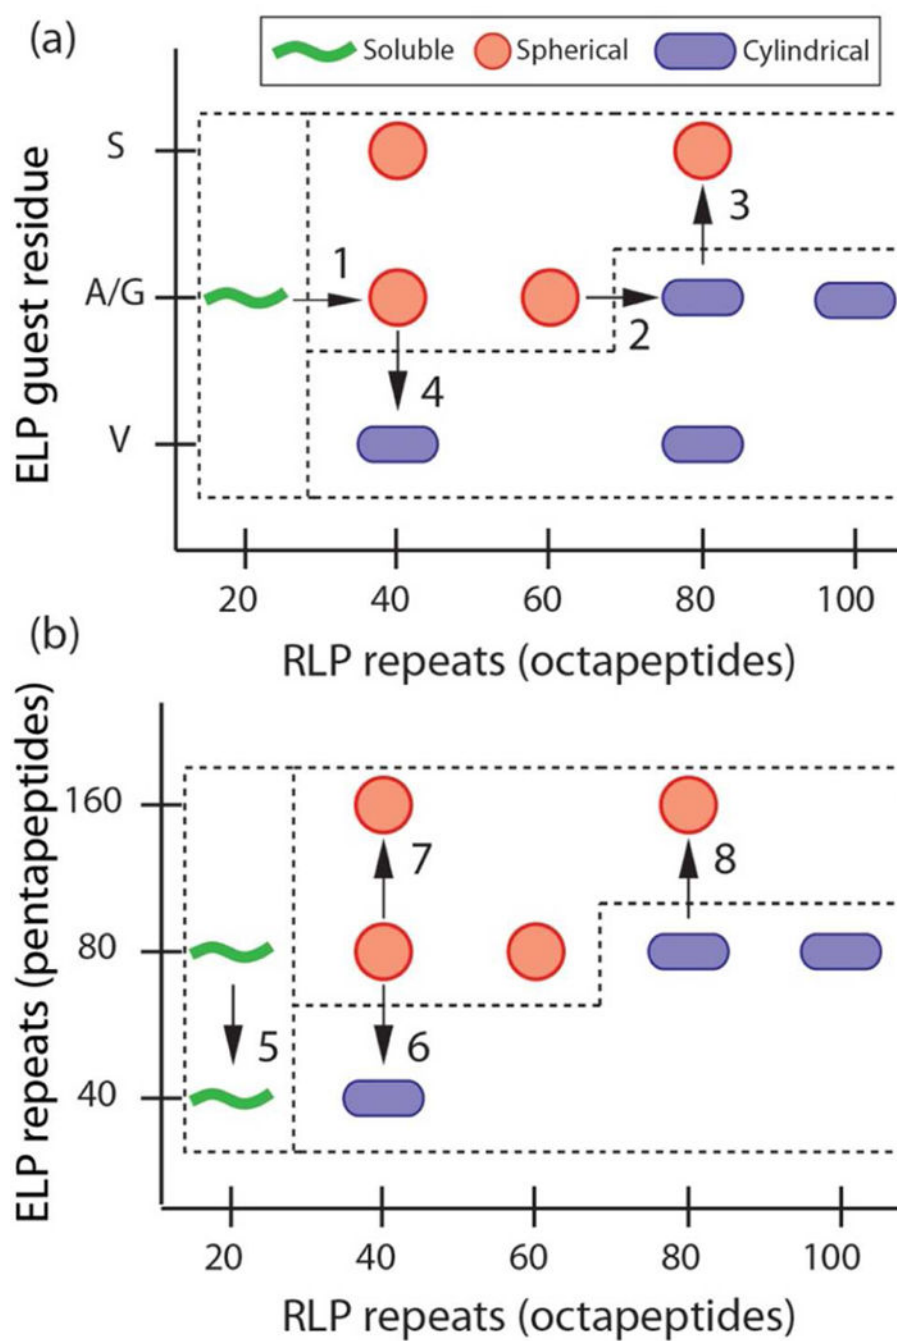 (a)
Soluble Spherical Cylindrical
ELP guest residue
S
3
1
A/G
2
4
V
20 40 60 80 100
RLP repeats (octapeptides)
(b)
ELP repeats (pentapeptides)
160
7 8
80
5 6
40
20 40 60 80 100
RLP repeats (octapeptides)